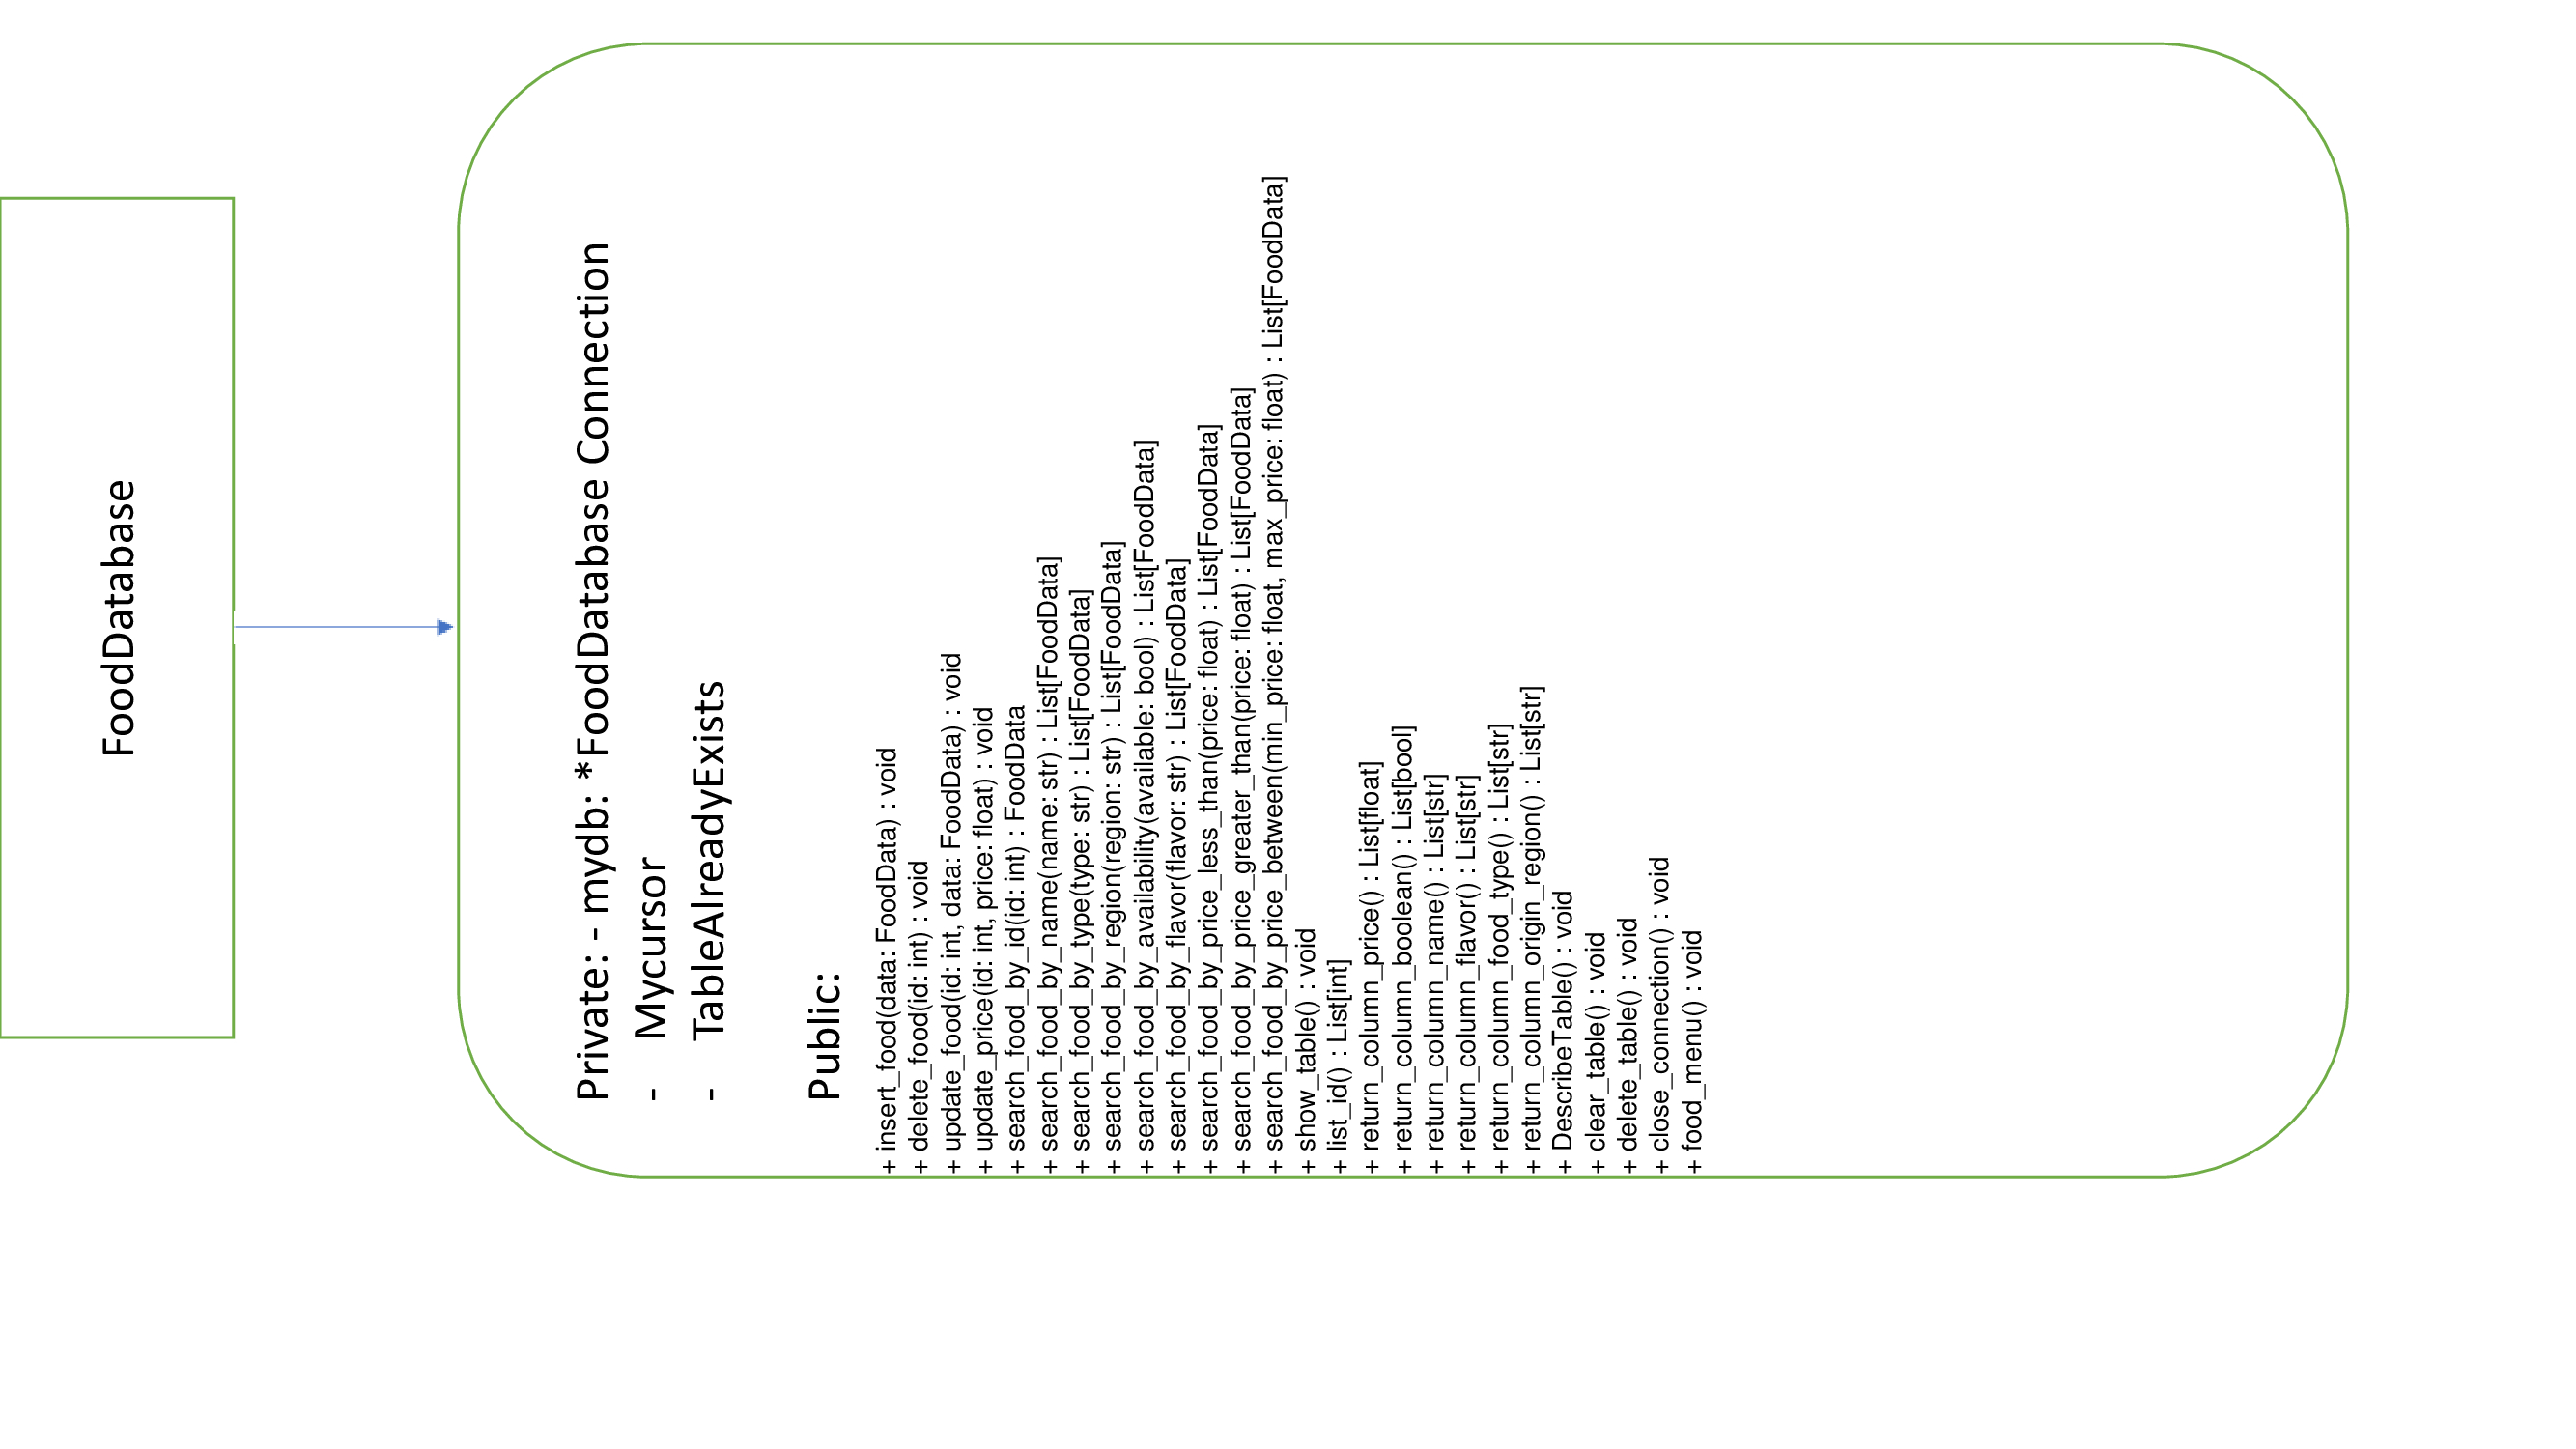 FoodDatabase
Private: - mydb: *FoodDatabase Connection
- Mycursor
- TableAlreadyExists
Public:
+ insert_food(data: FoodData) : void
+ delete_food(id: int) : void
+ update_food(id: int, data: FoodData) : void
+ update_price(id: int, price: float) : void
+ search_food_by_id(id: int) : FoodData
+ search_food_by_name(name: str) : List[FoodData]
+ search_food_by_type(type: str) : List[FoodData]
+ search_food_by_region(region: str) : List[FoodData]
+ search_food_by_availability(available: bool) : List[FoodData]
+ search_food_by_flavor(flavor: str) : List[FoodData]
+ search_food_by_price_less_than(price: float) : List[FoodData]
+ search_food_by_price_greater_than(price: float) : List[FoodData]
+ search_food_by_price_between(min_price: float, max_price: float) : List[FoodData]
+ show_table() : void
+ list_id() : List[int]
+ return_column_price() : List[float]
+ return_column_boolean() : List[bool]
+ return_column_name() : List[str]
+ return_column_flavor() : List[str]
+ return_column_food_type() : List[str]
+ return_column_origin_region() : List[str]
+ DescribeTable() : void
+ clear_table() : void
+ delete_table() : void
+ close_connection() : void
+ food_menu() : void